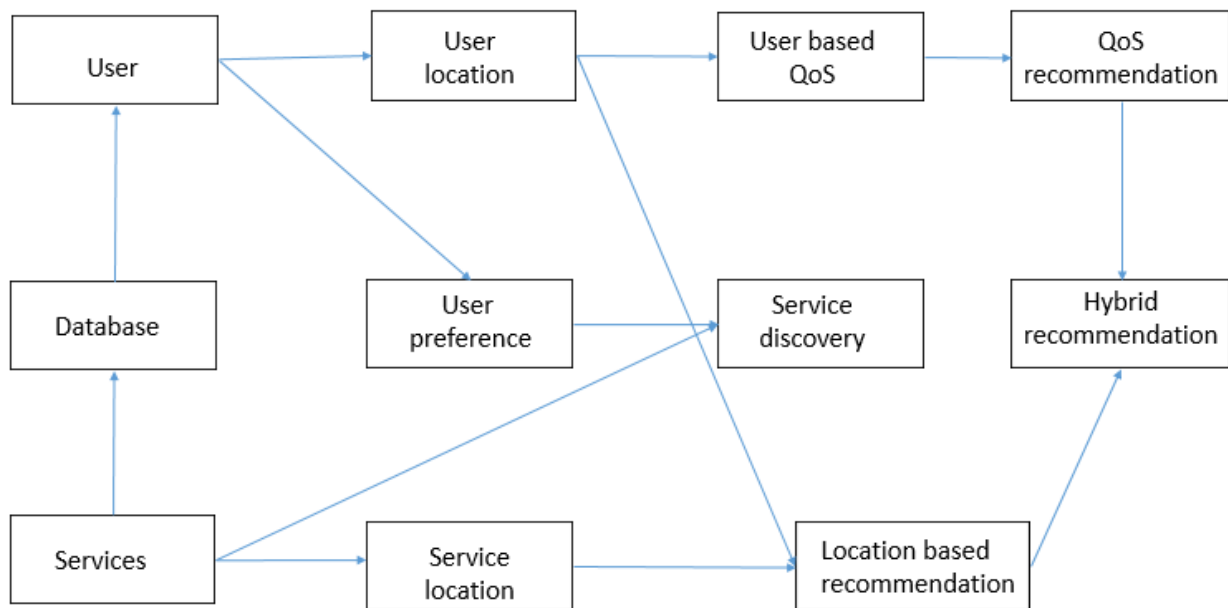 User
User
location
User based
QoS
QoS
recommendation
Database
User
preference
Service
discovery
Hybrid
recommendation
Services
Service
location
Location based
recommendation